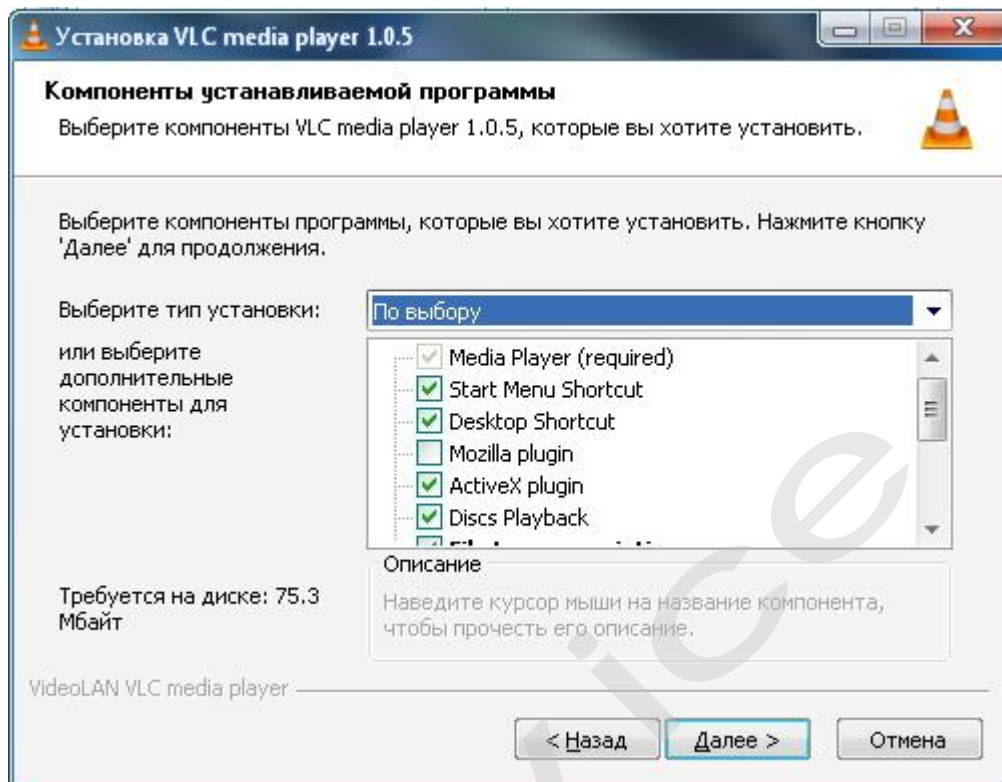 Установка VLC media player 1.0.5
Компоненты устанавливаемой программы
Выберите компоненты VLC media player 1.0.5, которые вы хотите установить.
Выберите компоненты программы, которые вы хотите установить. Нажмите кнопку
'Далее' для продолжения.
Выберите тип установки:
По выбору
или выберите
дополнительные
компоненты для
установки:
Media Player (required)
Start Menu Shortcut
Desktop Shortcut
Mozilla plugin
ActiveX plugin
Discs Playback
Требуется на диске: 75.3
Мбайт
Описание
Наведите курсор мыши на название компонента,
чтобы прочесть его описание.
VideoLAN VLC media player
< Назад
Далее >
Отмена